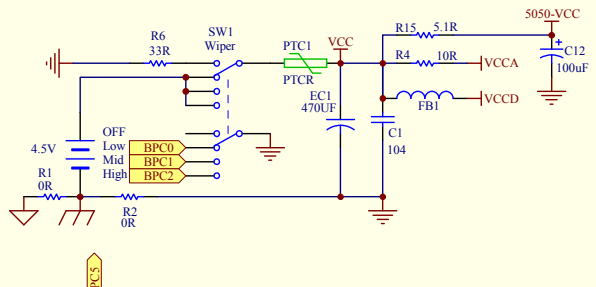 5050-VCC
R15 5.1R
SW1
Wiper
R6
33R
PTC1
PTCR
VCC
R4 10R
VCCA
C12
100uF
EC1
470UF
FB1
VCCD
C1
104
4.5V
OFF
Low
Mid
High
BPC0
BPC1
BPC2
R1
0R
R2
0R
PC5